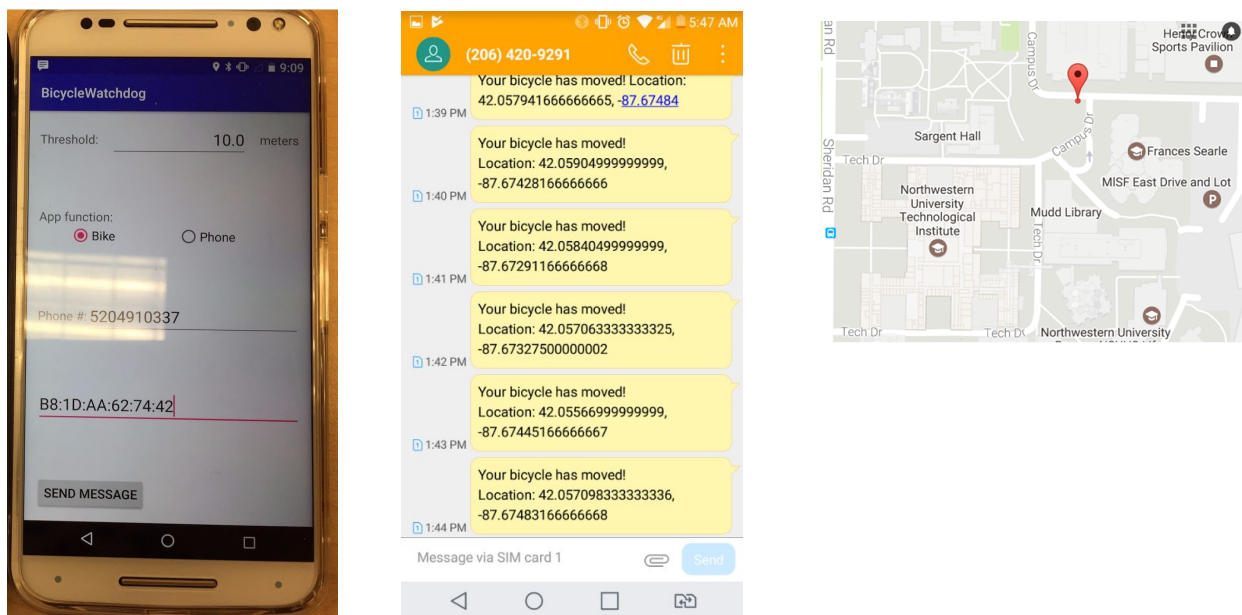 9:09
BicycleWatchdog
Threshold: 10.0 meters
App function:
Bike Phone
Phone #: 5204910337
B8:1D:AA:62:74:42
SEND MESSAGE
5:47 AM
(206) 420-9291
Your bicycle has moved! Location:
42.057941666666665, -87.67484
1:39 PM
Your bicycle has moved!
Location: 42.05904999999999,
-87.67428166666666
1:40 PM
Your bicycle has moved!
Location: 42.05840499999999,
-87.67291166666668
1:41 PM
Your bicycle has moved!
Location: 42.057063333333325,
-87.67327500000002
1:42 PM
Your bicycle has moved!
Location: 42.05566999999999,
-87.67445166666667
1:43 PM
Your bicycle has moved!
Location: 42.057098333333336,
-87.67483166666668
1:44 PM
Message via SIM card 1
Send
an Rd
Campus Dr
Sports Pavilion
Sargent Hall
Campus Dr
Frances Searle
Tech Dr
Sheridan Rd
MISF East Drive and Lot
P
Northwestern
University
Technological
Institute
Mudd Library
Tech Dr
Tech Dr
Tech Dr
Northwestern University